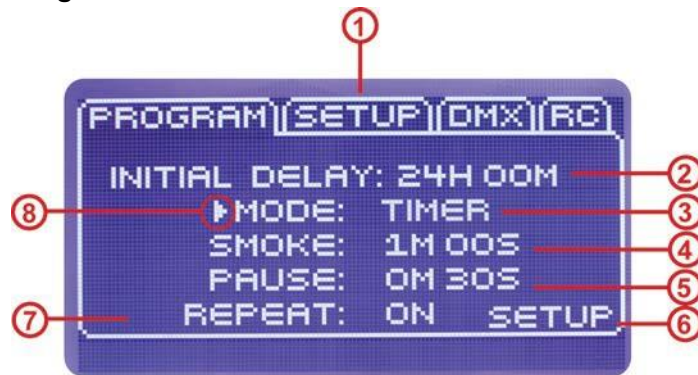 1
PROGRAM SETUP DMX RC
INITIAL DELAY: 24H 00M 2
8 MODE: TIMER 3
SMOKE: 1M 00S 4
PAUSE: 0M 30S 5
7 REPEAT: ON SETUP 6